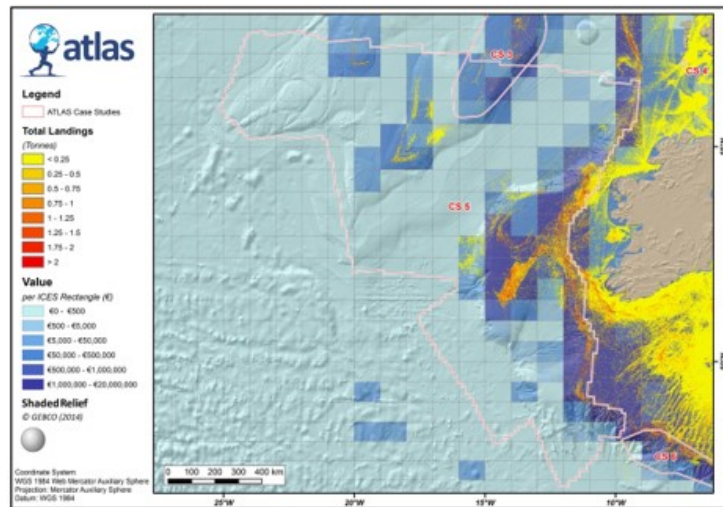 atlas
Legend
ATLAS Case Studies
Total Landings
(Tonnes)
< 0.25
0.25 - 0.5
0.5 - 0.75
0.75 - 1
1 - 1.25
1.25 - 1.5
1.75 - 2
> 2
Value
per ICES Rectangle (€)
€0 - €500
€500 - €5,000
€5,000 - €50,000
€50,000 - €500,000
€500,000 - €1,000,000
€1,000,000 - €20,000,000
Shaded Relief
© GEBCO (2014)
Coordinate System:
WGS 1984 Web Mercator Auxiliary Sphere
Projection: Mercator Auxiliary Sphere
Datum: WGS 1984
CS 3
CS 4
CS 5
CS 6
0 100 200 300 400 km
25°W 20°W 15°W 10°W